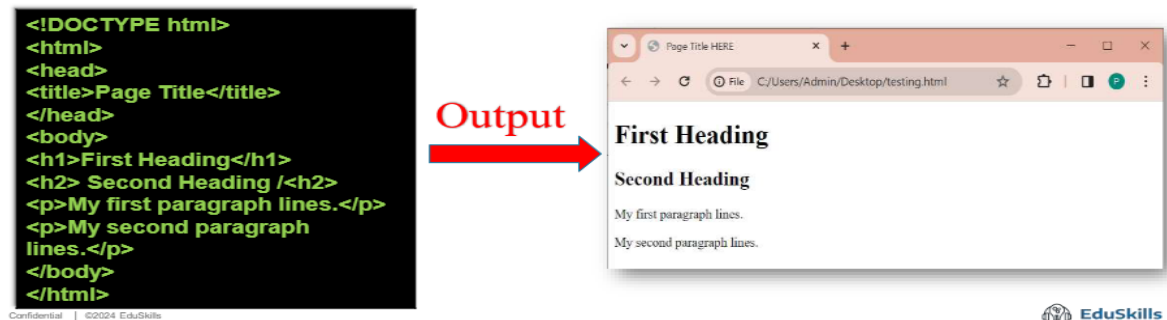 <!DOCTYPE html>
<html>
<head>
<title>Page Title</title>
</head>
<body>
<h1>First Heading</h1>
<h2> Second Heading /<h2>
<p>My first paragraph lines.</p>
<p>My second paragraph
lines.</p>
</body>
</html>
Output
Page Title HERE
File C:/Users/Admin/Desktop/testing.html
P
First Heading
Second Heading
My first paragraph lines.
My second paragraph lines.
Confidential | ©2024 EduSkills
EduSkills